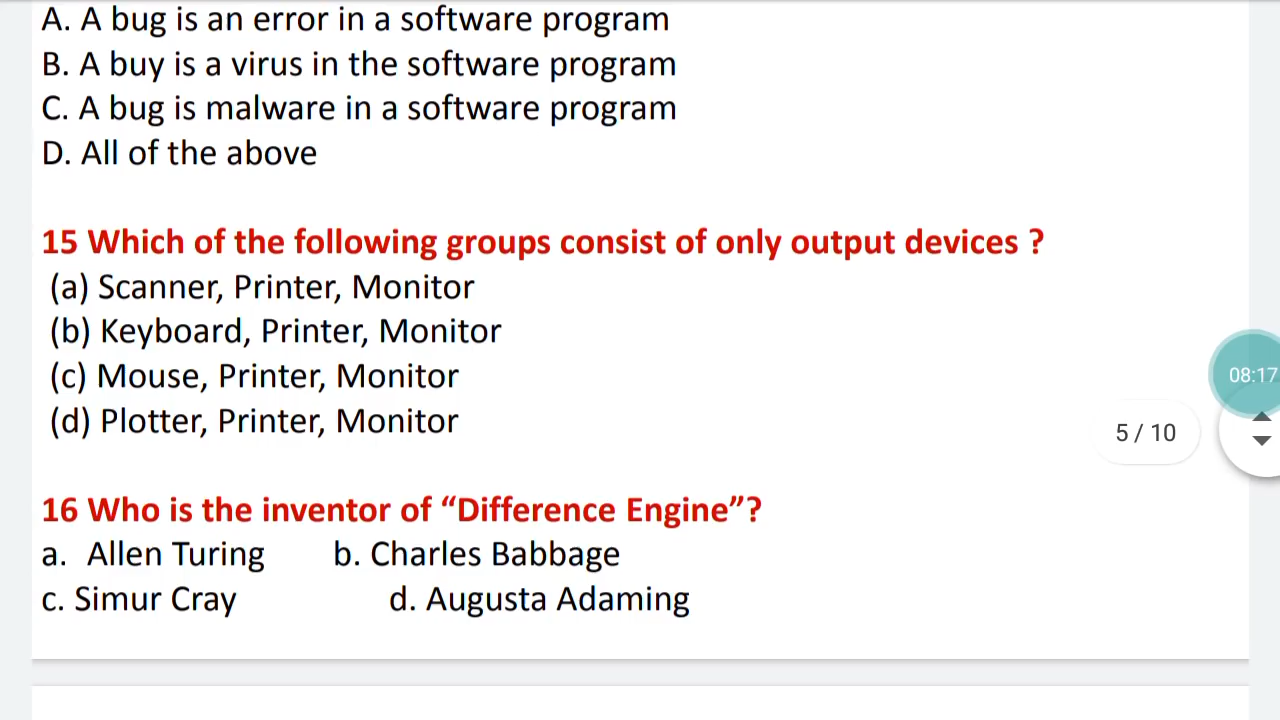 A. A bug is an error in a software program
B. A buy is a virus in the software program
C. A bug is malware in a software program
D. All of the above
15 Which of the following groups consist of only output devices ?
(a) Scanner, Printer, Monitor
(b) Keyboard, Printer, Monitor
(c) Mouse, Printer, Monitor
(d) Plotter, Printer, Monitor
08:17
5 / 10
16 Who is the inventor of “Difference Engine”?
a. Allen Turing b. Charles Babbage
c. Simur Cray d. Augusta Adaming